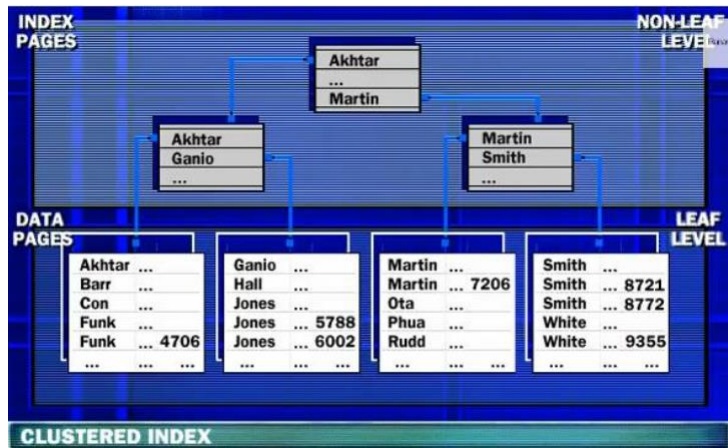 INDEX PAGES
NON-LEAF LEVEL
Akhtar
...
Martin
Akhtar
Ganio
...
Martin
Smith
...
DATA PAGES
LEAF LEVEL
Akhtar ...
Barr ...
Con ...
Funk ...
Funk ... 4706
... ... ...
Ganio ...
Hall ...
Jones ...
Jones ... 5788
Jones ... 6002
... ... ...
Martin ...
Martin ... 7206
Ota ...
Phua ...
Rudd ...
... ... ...
Smith ...
Smith ... 8721
Smith ... 8772
White ...
White ... 9355
... ... ...
CLUSTERED INDEX